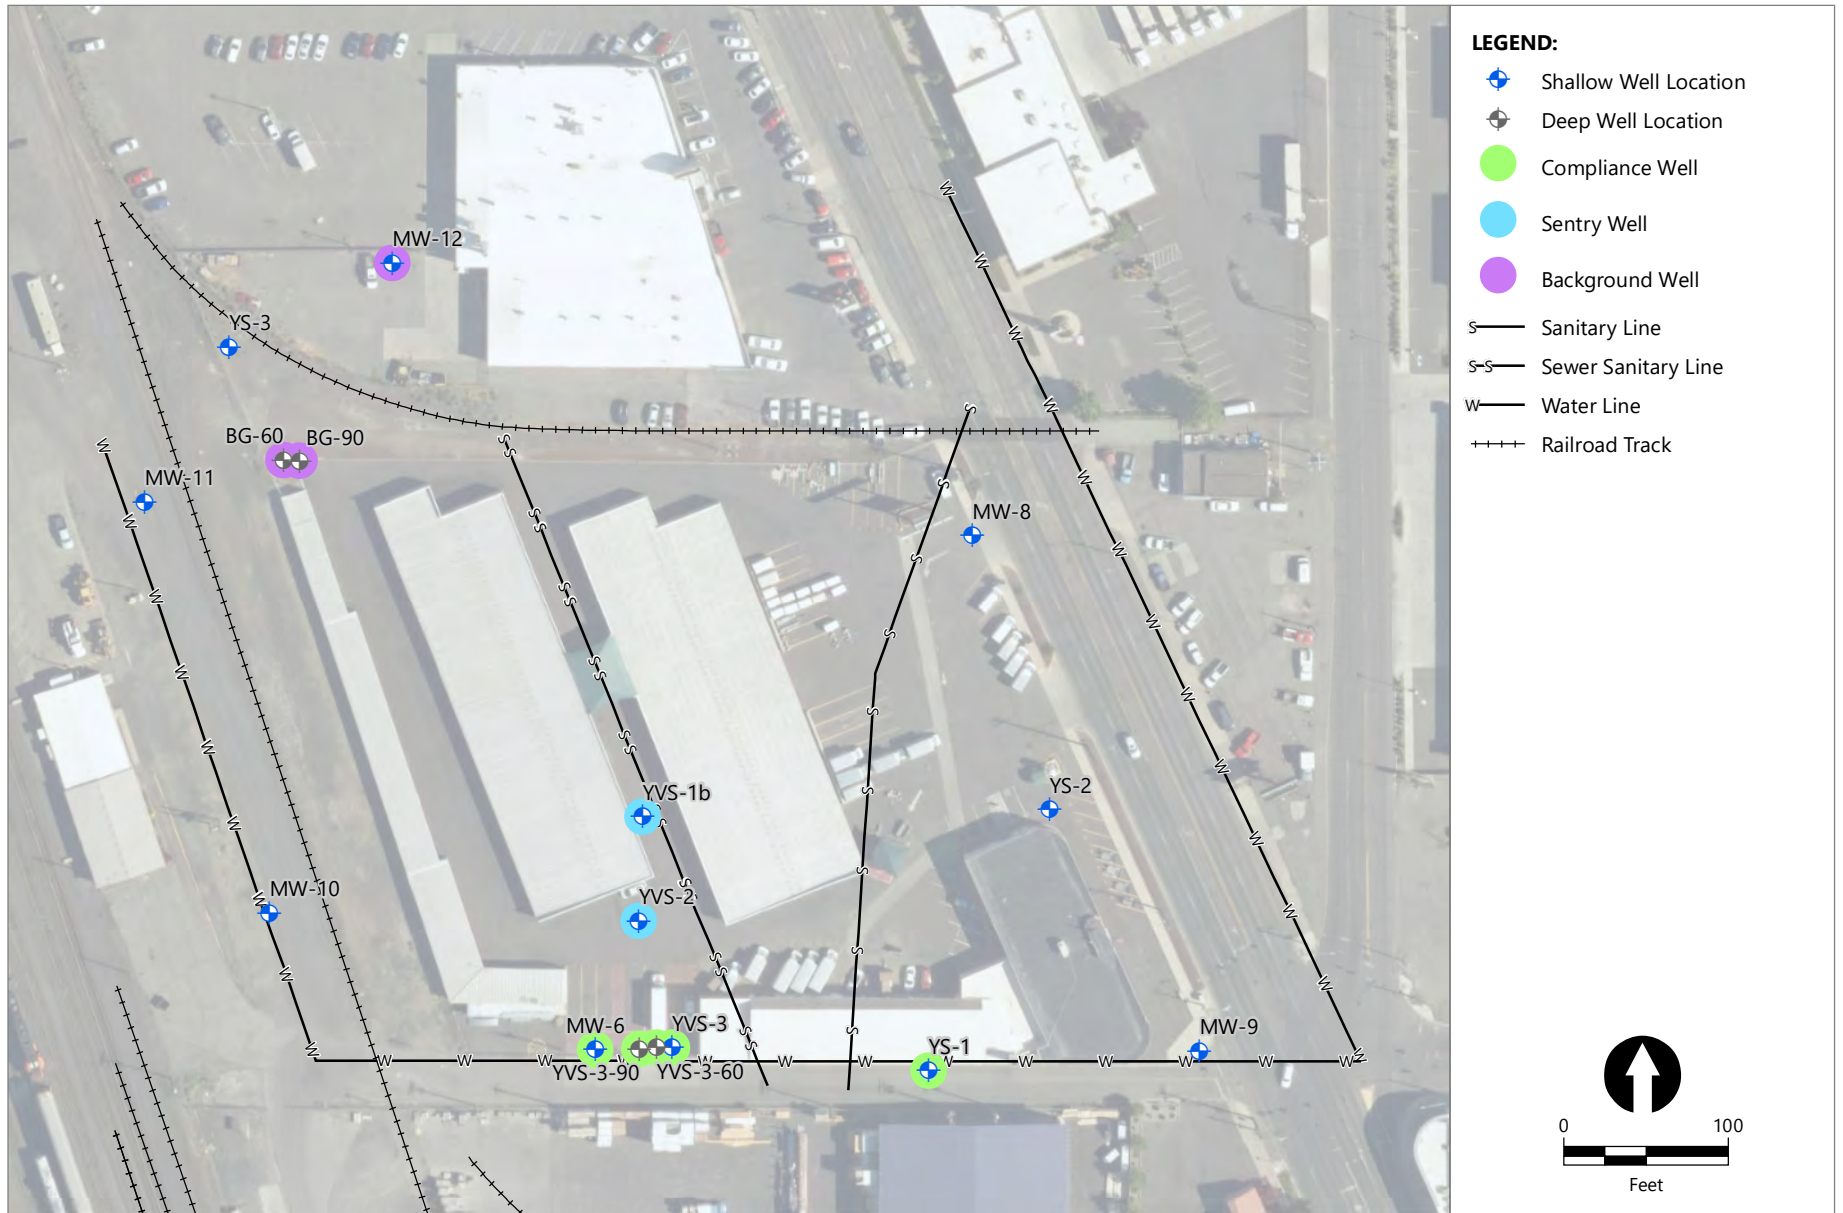 LEGEND:
Shallow Well Location
Deep Well Location
Compliance Well
Sentry Well
Background Well
S Sanitary Line
S-S Sewer Sanitary Line
W Water Line
Railroad Track
MW-12
YS-3
BG-60 BG-90
MW-11
MW-8
YS-2
YVS-1b
MW-10
YVS-2
MW-6 YVS-3
YVS-3-90 YVS-3-60
YS-1
MW-9
0 100
Feet